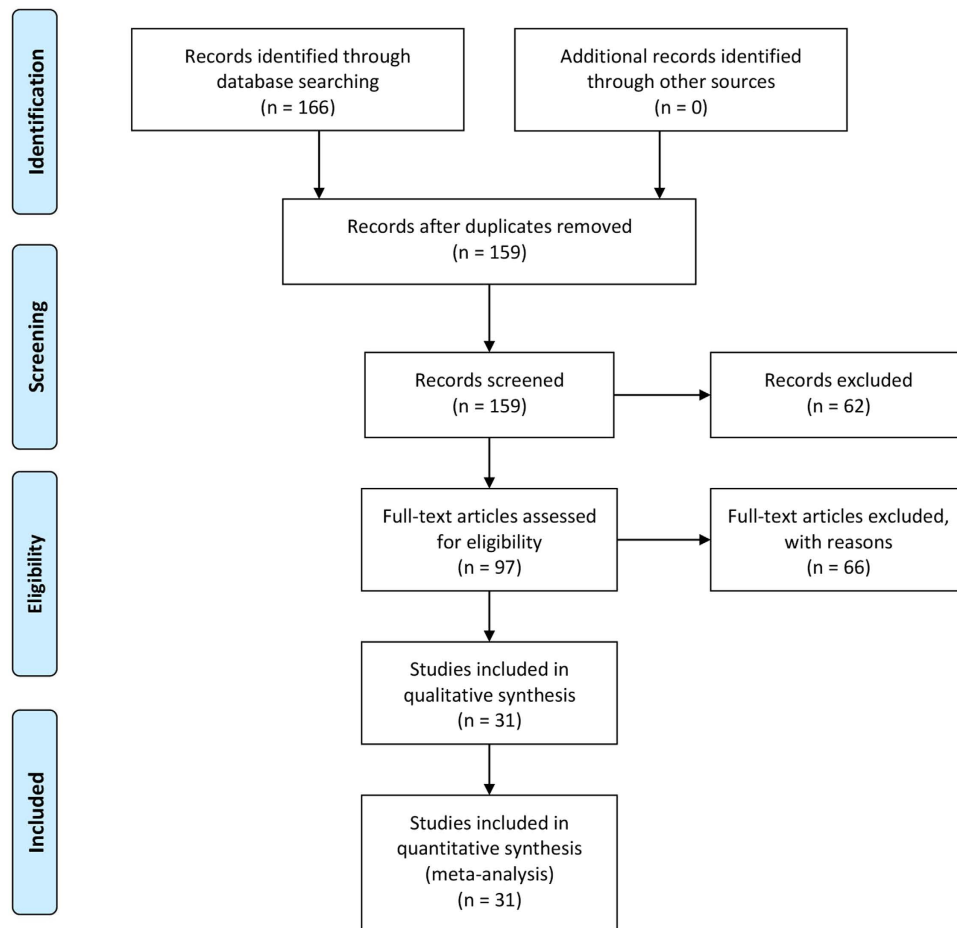 Identification
Records identified through
database searching
(n = 166)
Additional records identified
through other sources
(n = 0)
Records after duplicates removed
(n = 159)
Screening
Records screened
(n = 159)
Records excluded
(n = 62)
Eligibility
Full-text articles assessed
for eligibility
(n = 97)
Full-text articles excluded,
with reasons
(n = 66)
Studies included in
qualitative synthesis
(n = 31)
Included
Studies included in
quantitative synthesis
(meta-analysis)
(n = 31)